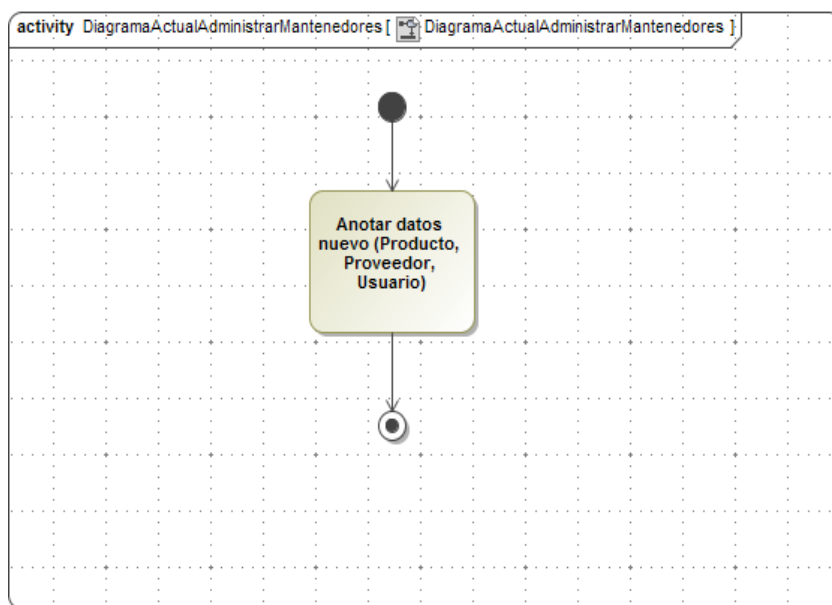 activity DiagramaActualAdministrarMantenedores [ DiagramaActualAdministrarMantenedores ]
Anotar datos
nuevo (Producto,
Proveedor,
Usuario)